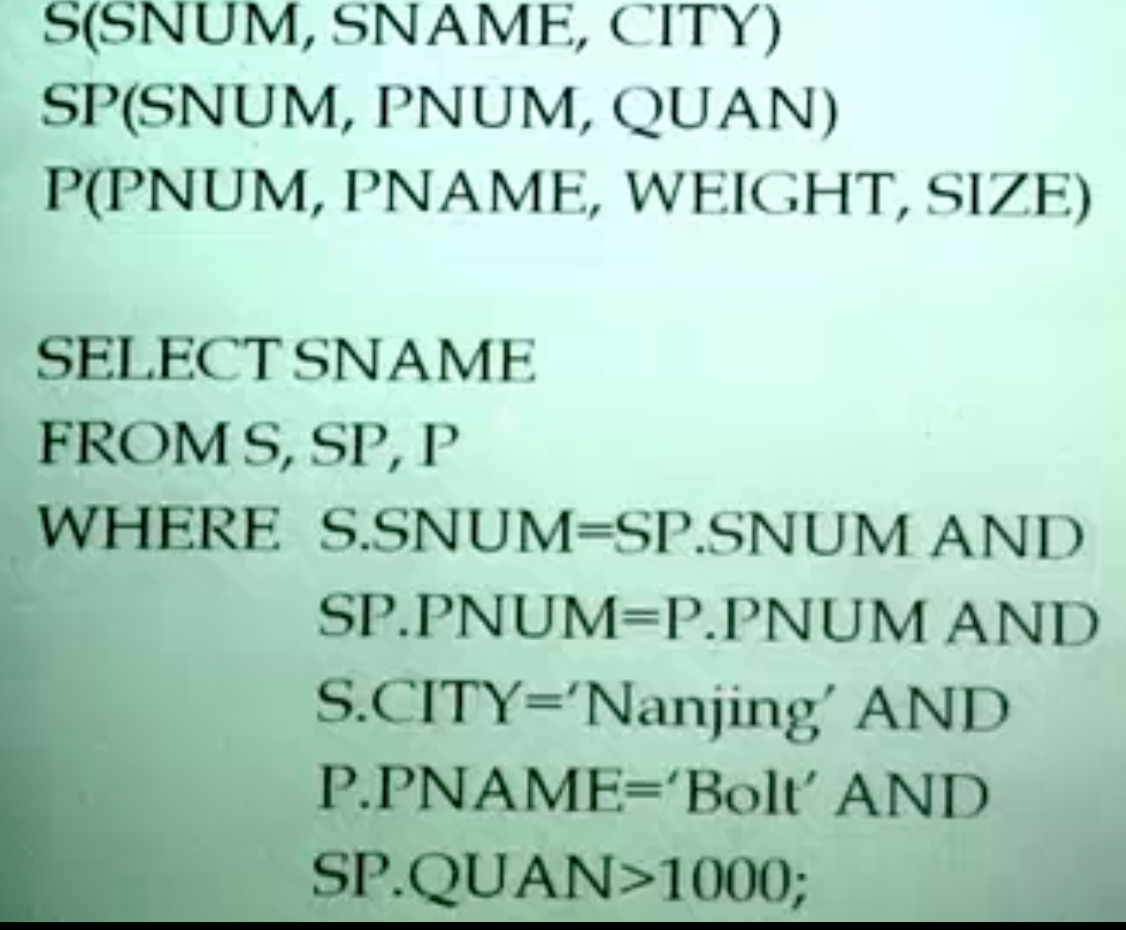 S(SNUM, SNAME, CITY)
SP(SNUM, PNUM, QUAN)
P(PNUM, PNAME, WEIGHT, SIZE)
SELECT SNAME
FROM S, SP, P
WHERE S.SNUM=SP.SNUM AND
SP.PNUM=P.PNUM AND
S.CITY=‘Nanjing’ AND
P.PNAME=‘Bolt’ AND
SP.QUAN>1000;